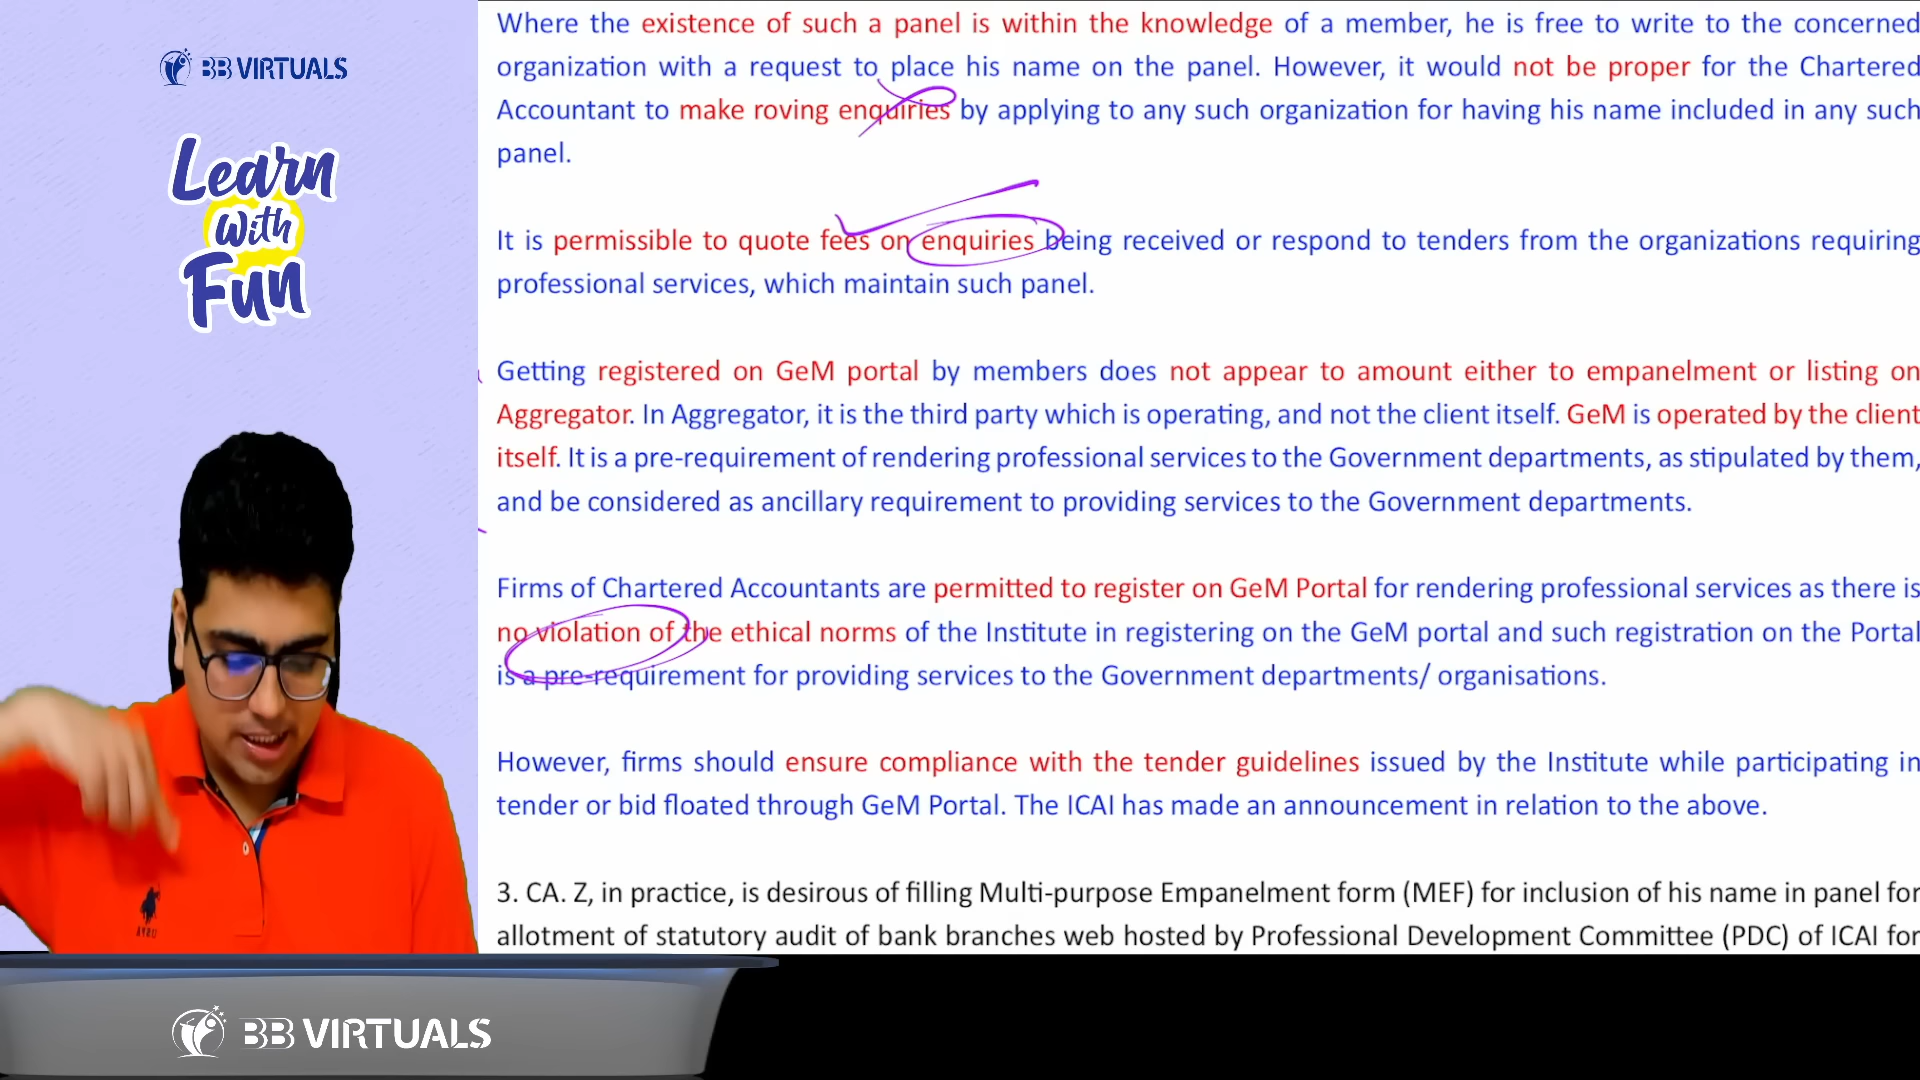 BB VIRTUALS
Learn
with
Fun
Where the existence of such a panel is within the knowledge of a member, he is free to write to the concerned
organization with a request to place his name on the panel. However, it would not be proper for the Chartered
Accountant to make roving enquiries by applying to any such organization for having his name included in any such
panel.
It is permissible to quote fees on enquiries being received or respond to tenders from the organizations requiring
professional services, which maintain such panel.
Getting registered on GeM portal by members does not appear to amount either to empanelment or listing on
Aggregator. In Aggregator, it is the third party which is operating, and not the client itself. GeM is operated by the client
itself. It is a pre-requirement of rendering professional services to the Government departments, as stipulated by them,
and be considered as ancillary requirement to providing services to the Government departments.
Firms of Chartered Accountants are permitted to register on GeM Portal for rendering professional services as there is
no violation of the ethical norms of the Institute in registering on the GeM portal and such registration on the Portal
is a pre-requirement for providing services to the Government departments/ organisations.
However, firms should ensure compliance with the tender guidelines issued by the Institute while participating in
tender or bid floated through GeM Portal. The ICAI has made an announcement in relation to the above.
3. CA. Z, in practice, is desirous of filling Multi-purpose Empanelment form (MEF) for inclusion of his name in panel for
allotment of statutory audit of bank branches web hosted by Professional Development Committee (PDC) of ICAI for
BB VIRTUALS